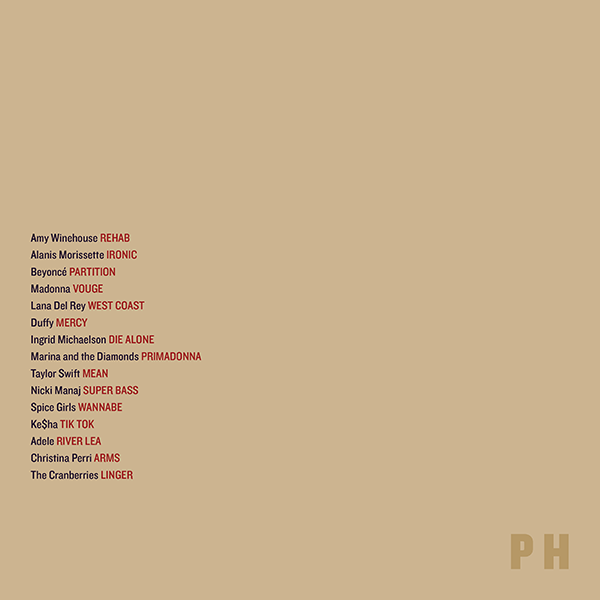 Amy Winehouse REHAB
Alanis Morissette IRONIC
Beyoncé PARTITION
Madonna VOUGE
Lana Del Rey WEST COAST
Duffy MERCY
Ingrid Michaelson DIE ALONE
Marina and the Diamonds PRIMADONNA
Taylor Swift MEAN
Nicki Manaj SUPER BASS
Spice Girls WANNABE
Ke$ha TIK TOK
Adele RIVER LEA
Christina Perri ARMS
The Cranberries LINGER
PH